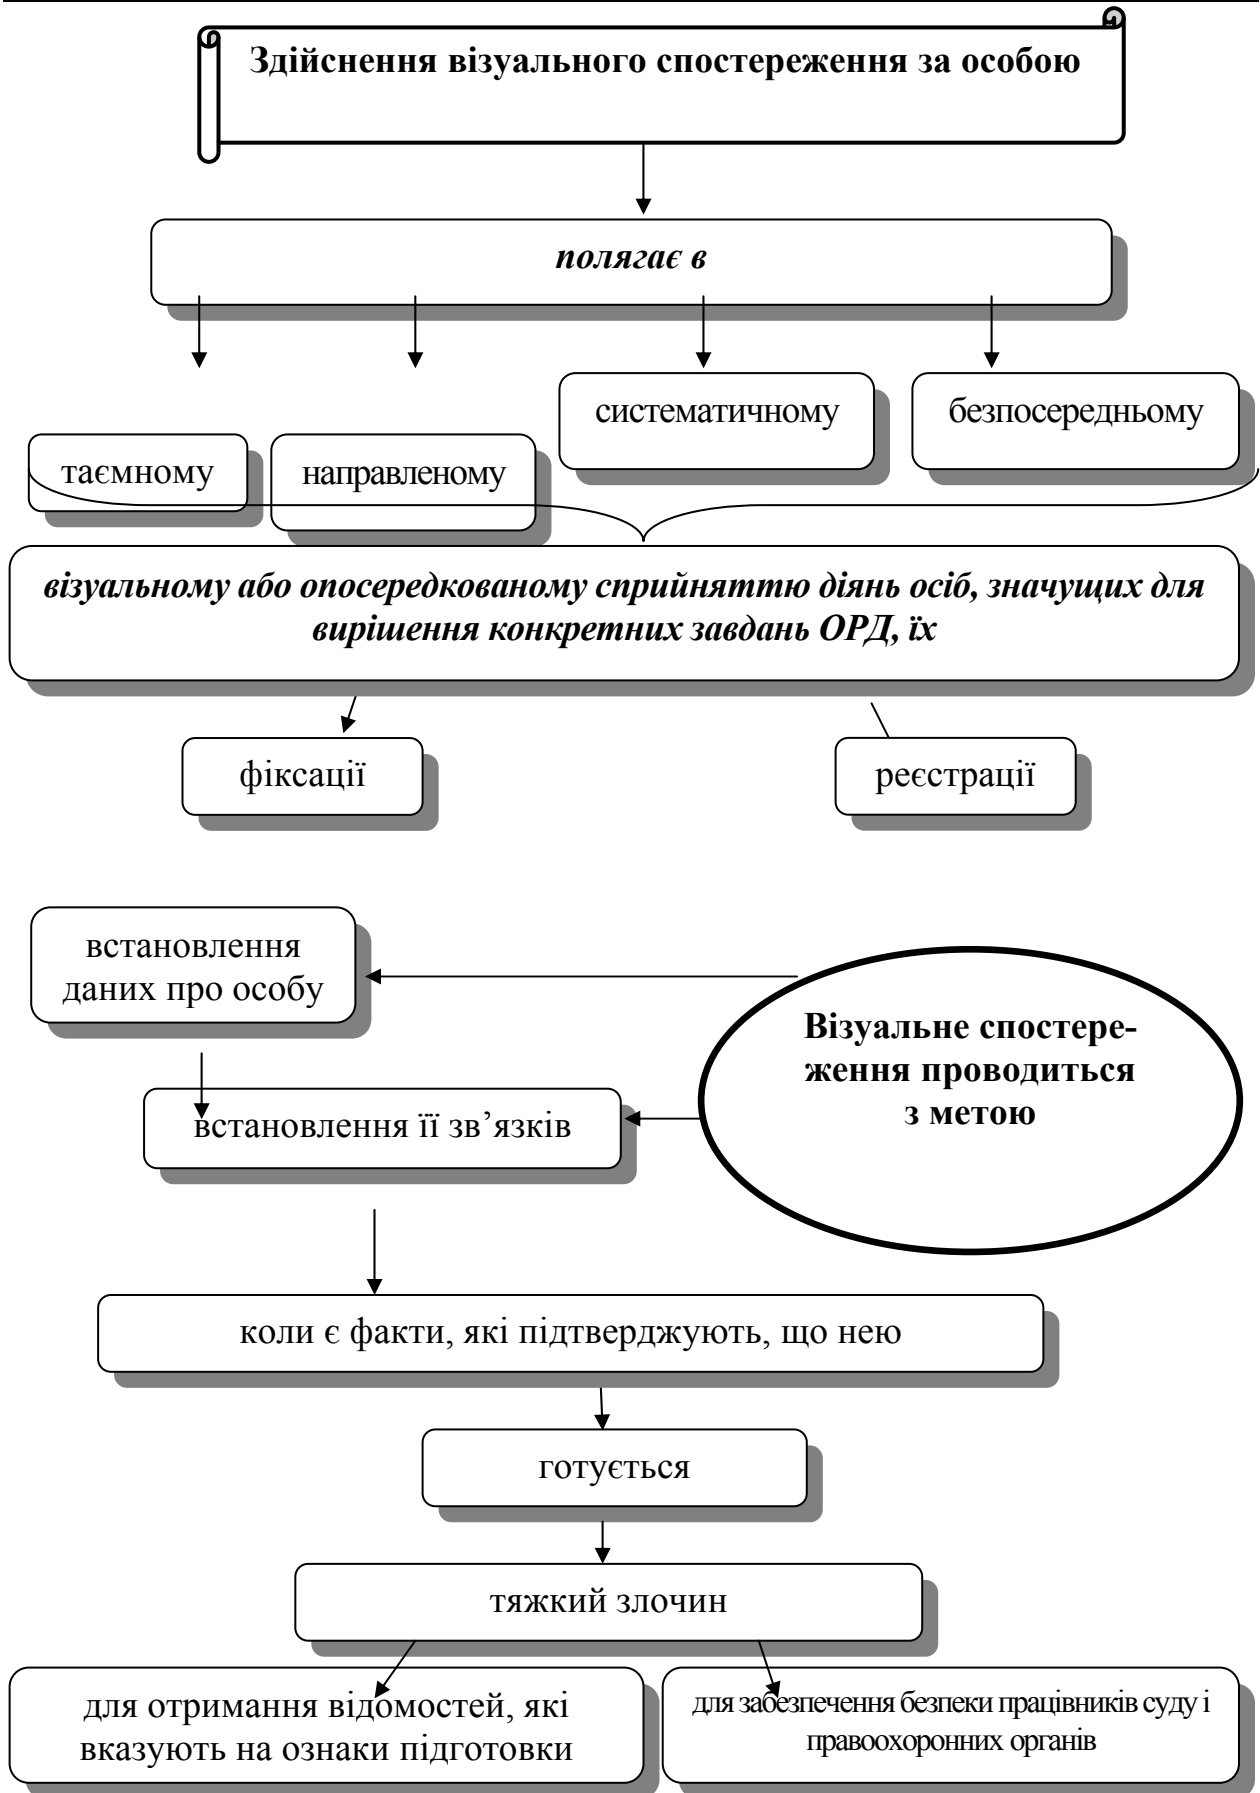 Здійснення візуального спостереження за особою
полягає в
таємному
направленому
систематичному
безпосередньому
візуальному або опосередкованому сприйняттю діянь осіб, значущих для
вирішення конкретних завдань ОРД, їх
фіксації
реєстрації
встановлення
даних про особу
Візуальне спостере-
ження проводиться
з метою
встановлення її зв’язків
коли є факти, які підтверджують, що нею
готується
тяжкий злочин
для отримання відомостей, які
вказують на ознаки підготовки
для забезпечення безпеки працівників суду і
правоохоронних органів